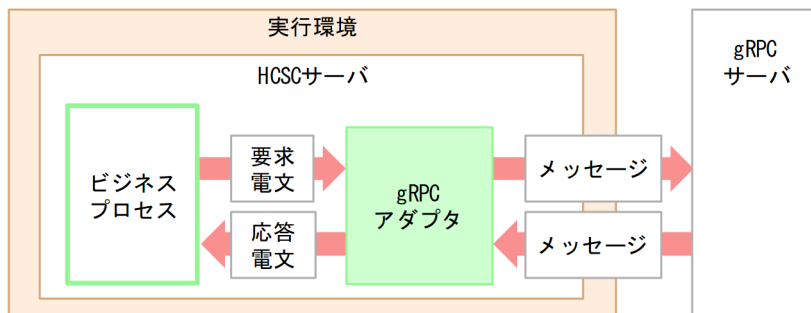 実行環境
HCSCサーバ
gRPC
サーバ
ビジネス
プロセス
要求
電文
gRPC
アダプタ
メッセージ
応答
電文
メッセージ